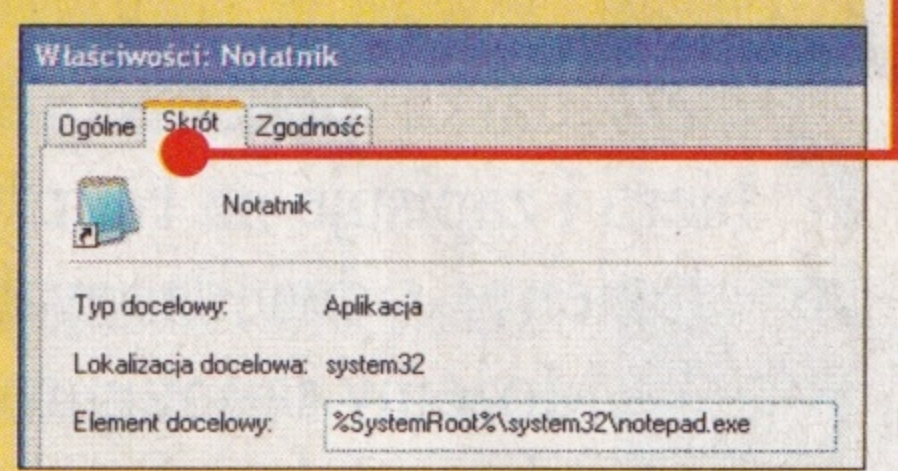 Właściwości: Notatnik
Ogólne Skrót Zgodność
Notatnik
Typ docelowy: Aplikacja
Lokalizacja docelowa: system32
Element docelowy: %SystemRoot%\system32\notepad.exe